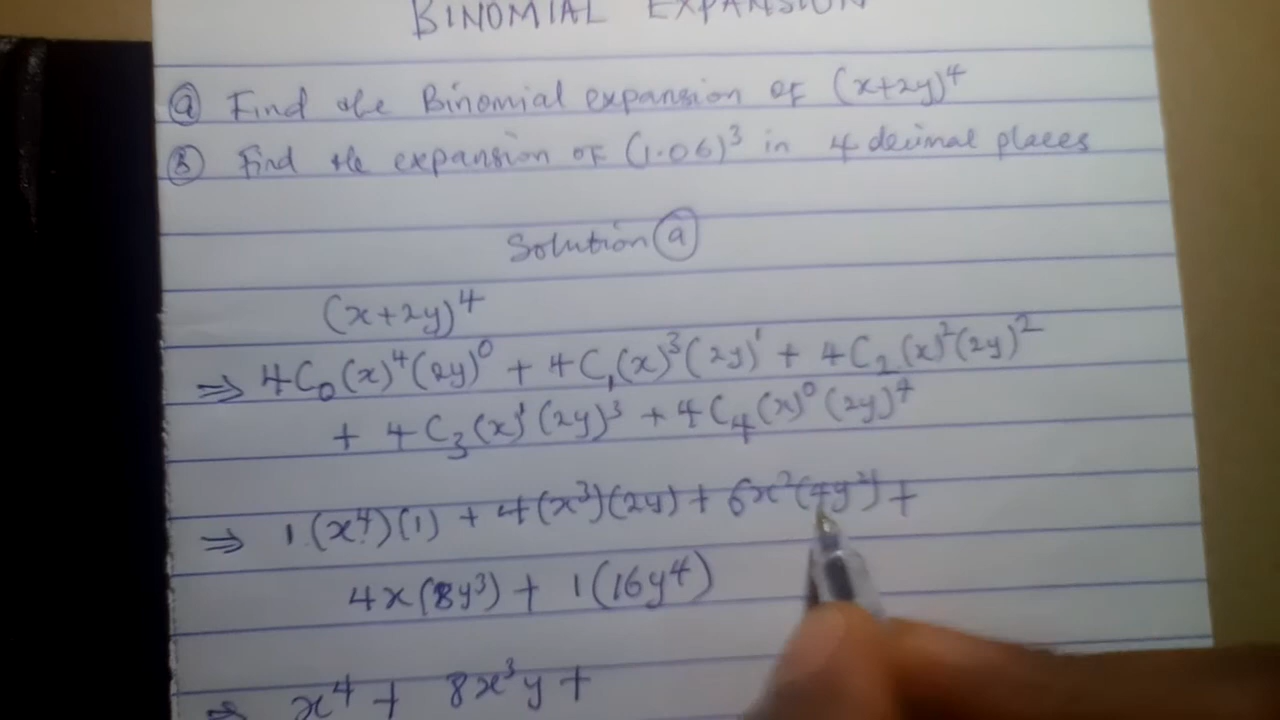 BINOMIAL EXPANSION
(a) Find the Binomial expansion of (x+2y)⁴
(b) Find the expansion of (1.06)³ in 4 decimal places
Solution (a)
(x+2y)⁴
⇒ 4C₀(x)⁴(2y)⁰ + 4C₁(x)³(2y)¹ + 4C₂(x)²(2y)²
+ 4C₃(x)¹(2y)³ + 4C₄(x)⁰(2y)⁴
⇒ 1(x⁴)(1) + 4(x³)(2y) + 6x²(4y²) +
4x(8y³) + 1(16y⁴)
⇒ x⁴ + 8x³y +